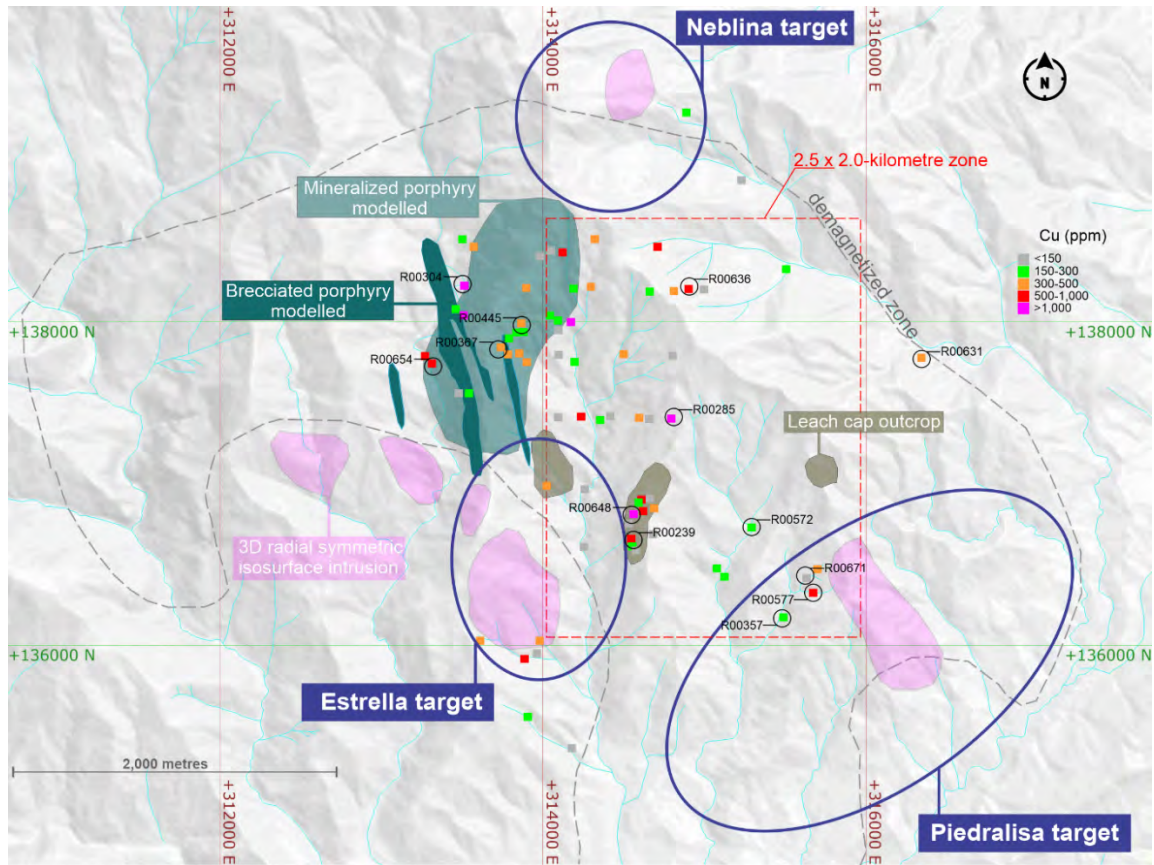 Neblina target
+312000 E
+314000 E
+316000 E
N
2.5 x 2.0-kilometre zone
Mineralized porphyry
modelled
demagnetized zone
Cu (ppm)
<150
150-300
300-500
500-1,000
>1,000
R00304
R00636
Brecciated porphyry
modelled
R00445
+138000 N
+138000 N
R00367
R00654
R00631
R00285
Leach cap outcrop
R00648
R00572
R00239
3D radial symmetric
isosurface intrusion
R00671
R00577
R00357
+136000 N
+136000 N
Estrella target
2,000 metres
+312000 E
+314000 E
+316000 E
Piedralisa target